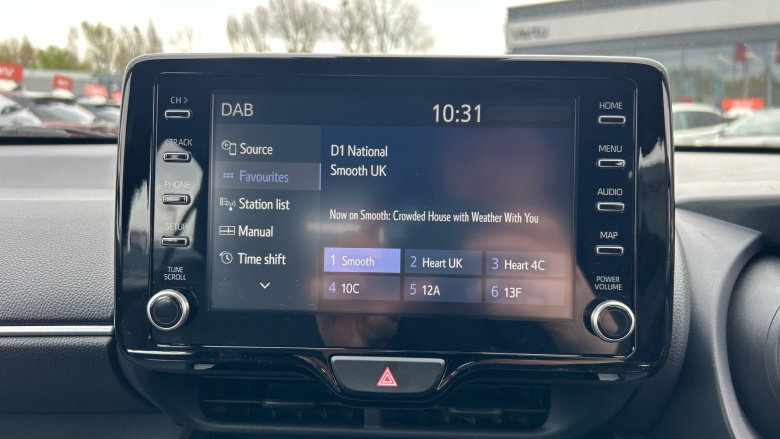 DAB
10:31
CH >
TRACK
PHONE
SETUP
TUNE
SCROLL
Source
Favourites
Station list
Manual
Time shift
D1 National
Smooth UK
Now on Smooth: Crowded House with Weather With You
1 Smooth
2 Heart UK
3 Heart 4C
4 10C
5 12A
6 13F
HOME
MENU
AUDIO
MAP
POWER
VOLUME